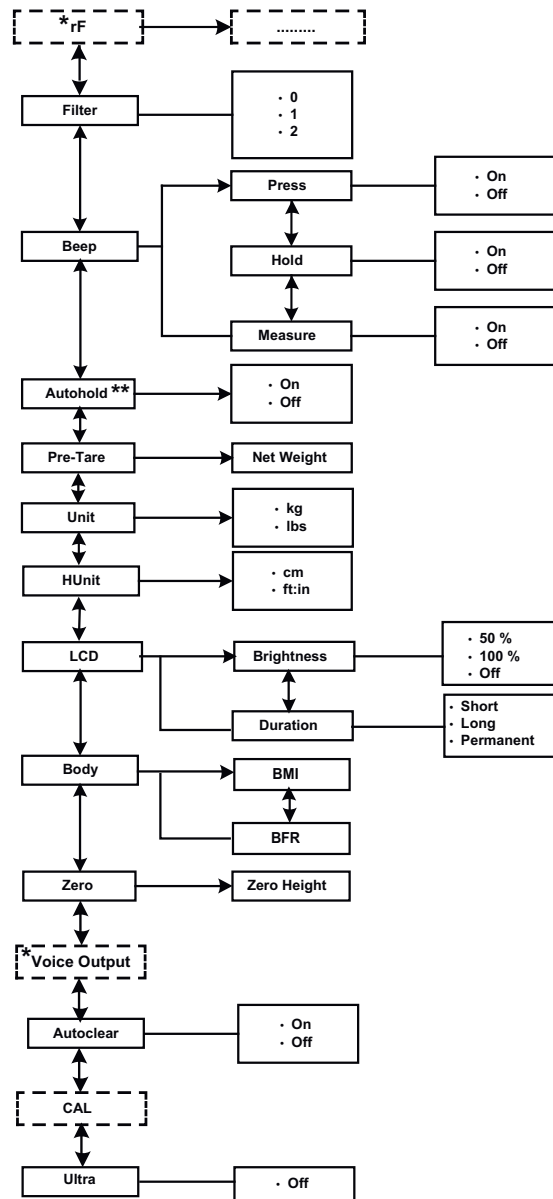 *rF
.........
Filter
· 0
· 1
· 2
Beep
Press
· On
· Off
Hold
· On
· Off
Measure
· On
· Off
Autohold **
· On
· Off
Pre-Tare
Net Weight
Unit
· kg
· lbs
HUnit
· cm
· ft:in
LCD
Brightness
· 50 %
· 100 %
· Off
Duration
· Short
· Long
· Permanent
Body
BMI
BFR
Zero
Zero Height
*Voice Output
Autoclear
· On
· Off
CAL
Ultra
· Off